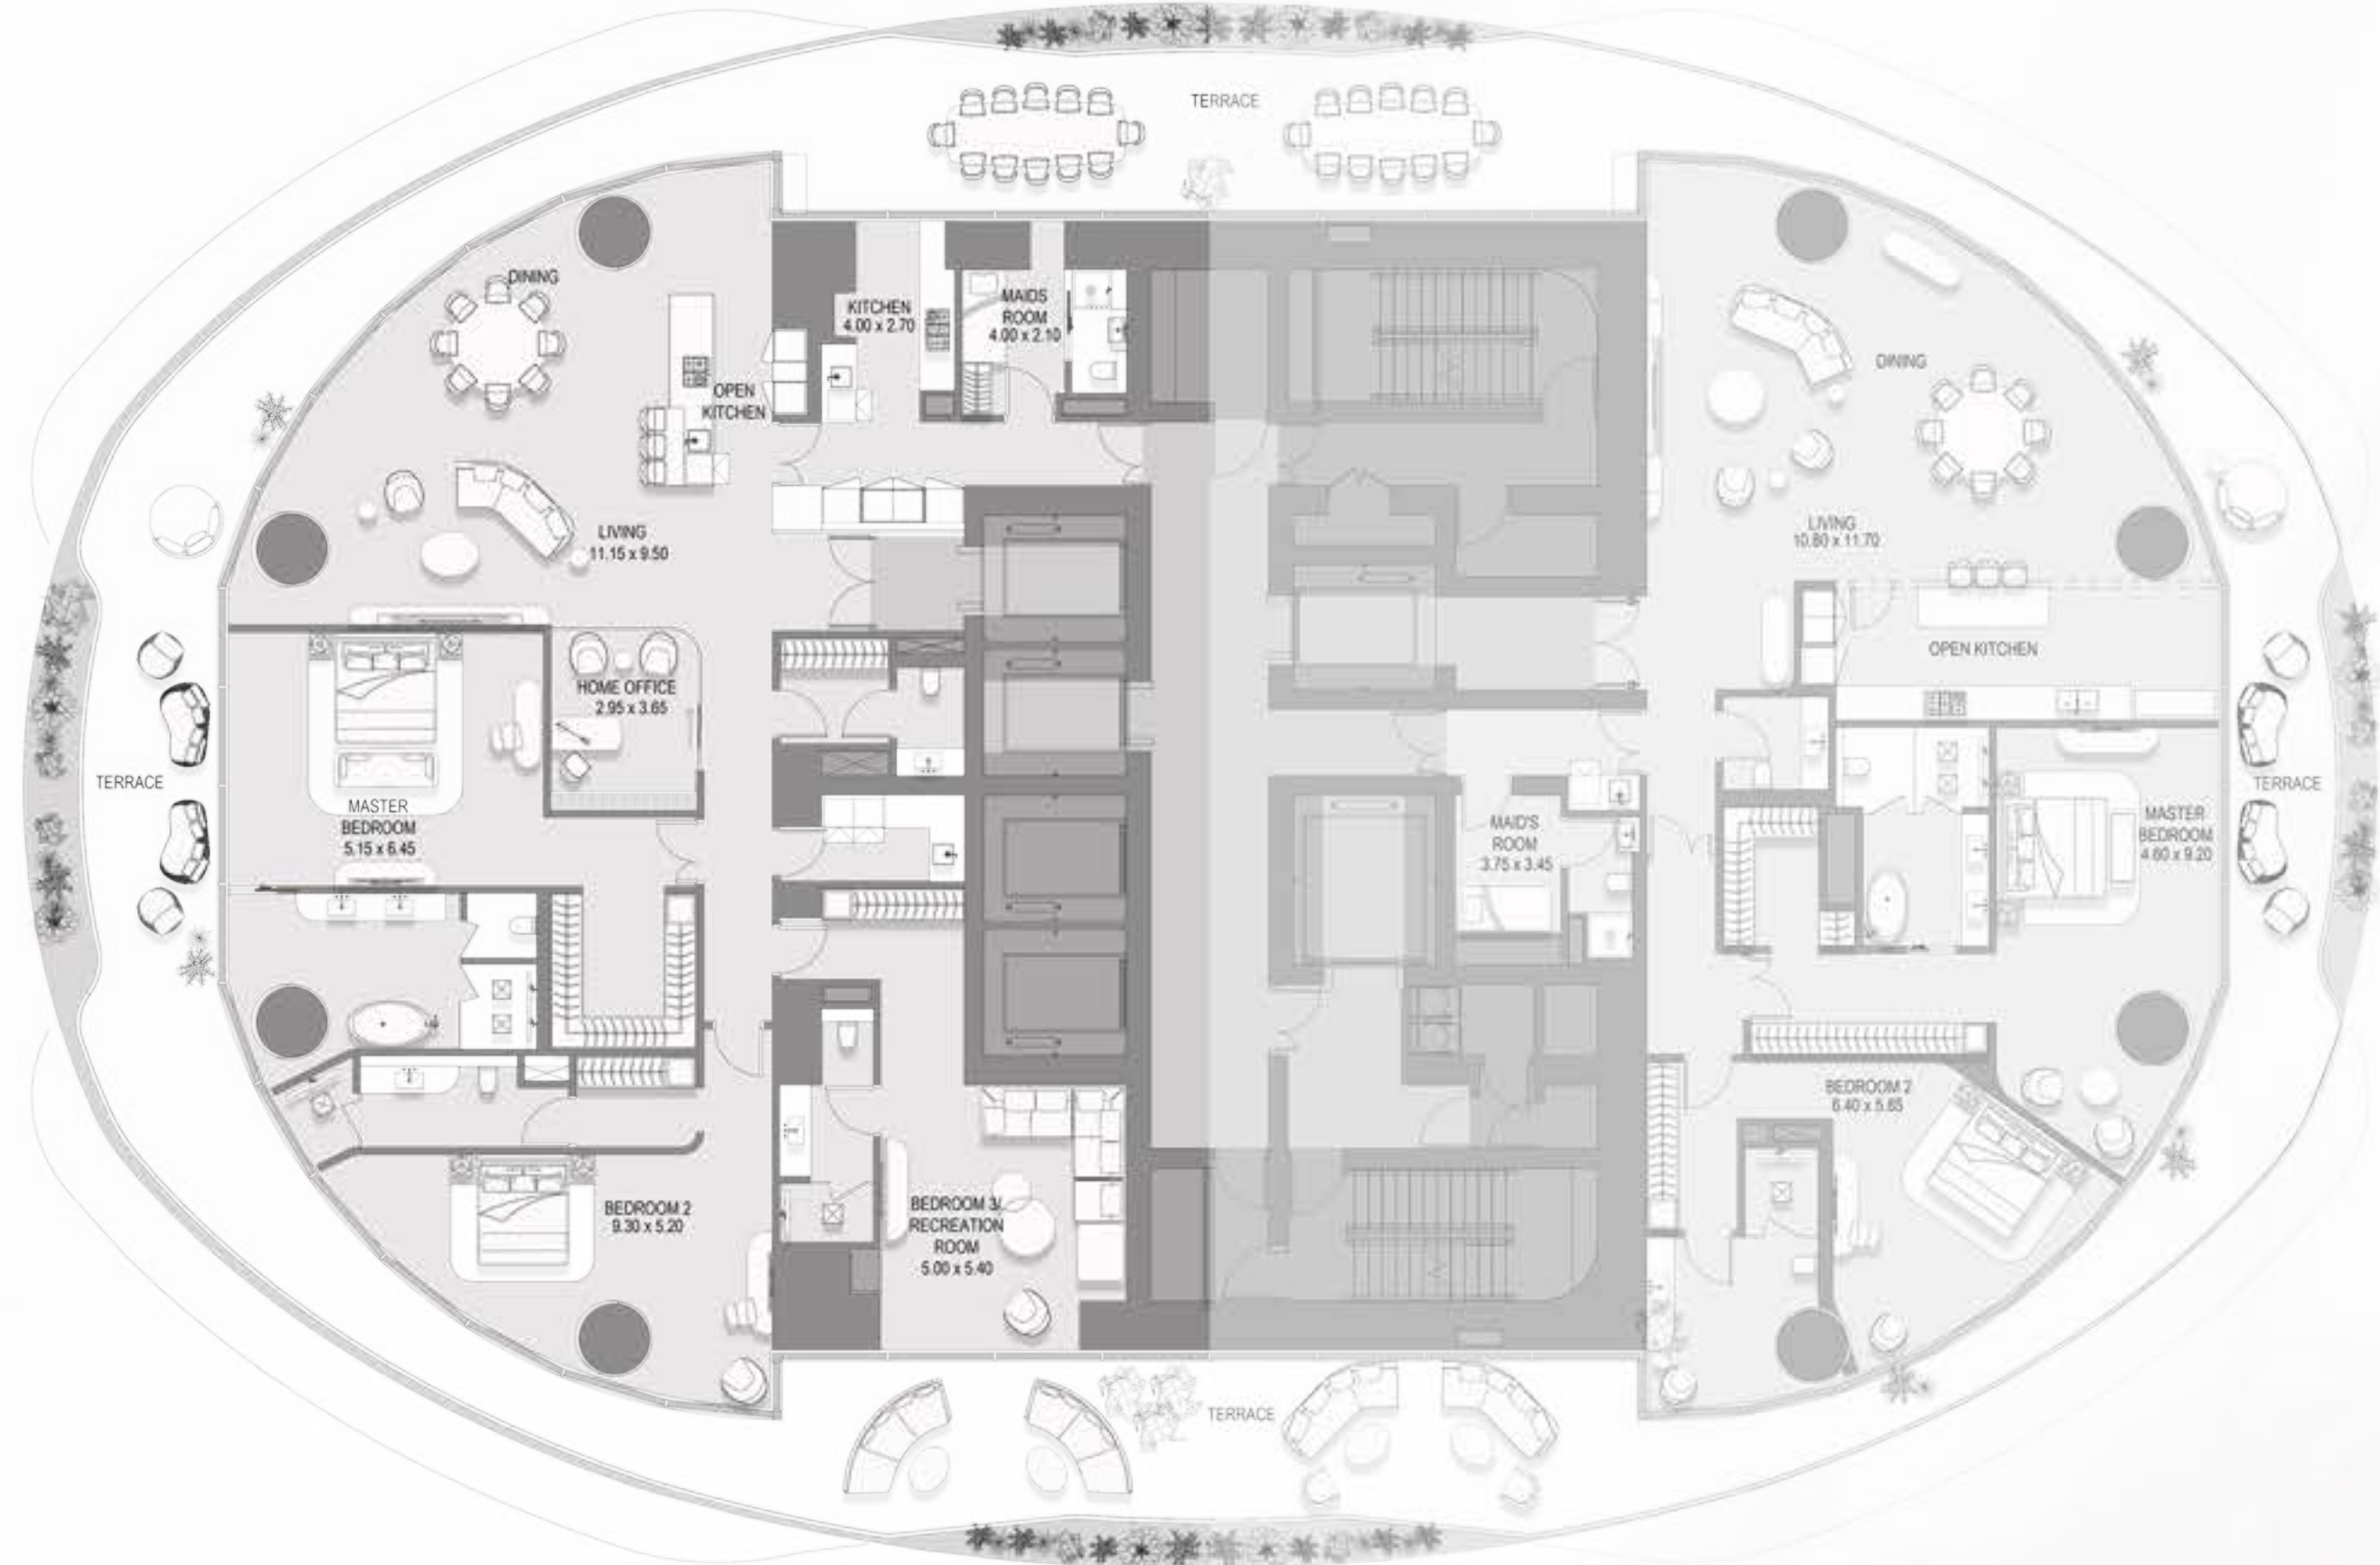 TERRACE
DINING
KITCHEN
4.00 x 2.70
MAIDS
ROOM
4.00 x 2.10
OPEN
KITCHEN
LIVING
11.15 x 9.50
HOME OFFICE
2.95 x 3.65
TERRACE
MASTER
BEDROOM
5.15 x 6.45
BEDROOM 2
9.30 x 5.20
BEDROOM 3/
RECREATION
ROOM
5.00 x 5.40
DINING
LIVING
10.80 x 11.70
OPEN KITCHEN
MAID'S
ROOM
3.75 x 3.45
MASTER
BEDROOM
4.60 x 9.20
TERRACE
BEDROOM 2
6.40 x 5.65
TERRACE